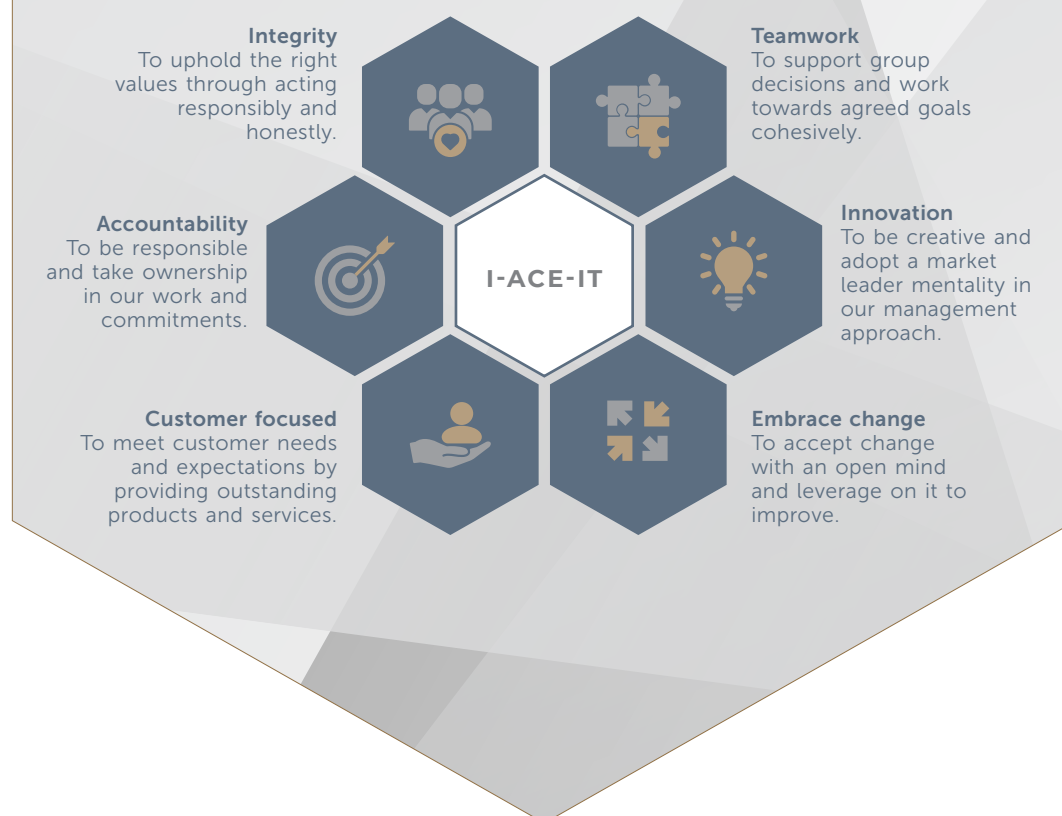 Integrity
To uphold the right
values through acting
responsibly and
honestly.
Teamwork
To support group
decisions and work
towards agreed goals
cohesively.
Accountability
To be responsible
and take ownership
in our work and
commitments.
I-ACE-IT
Innovation
To be creative and
adopt a market
leader mentality in
our management
approach.
Customer focused
To meet customer needs
and expectations by
providing outstanding
products and services.
Embrace change
To accept change
with an open mind
and leverage on it to
improve.